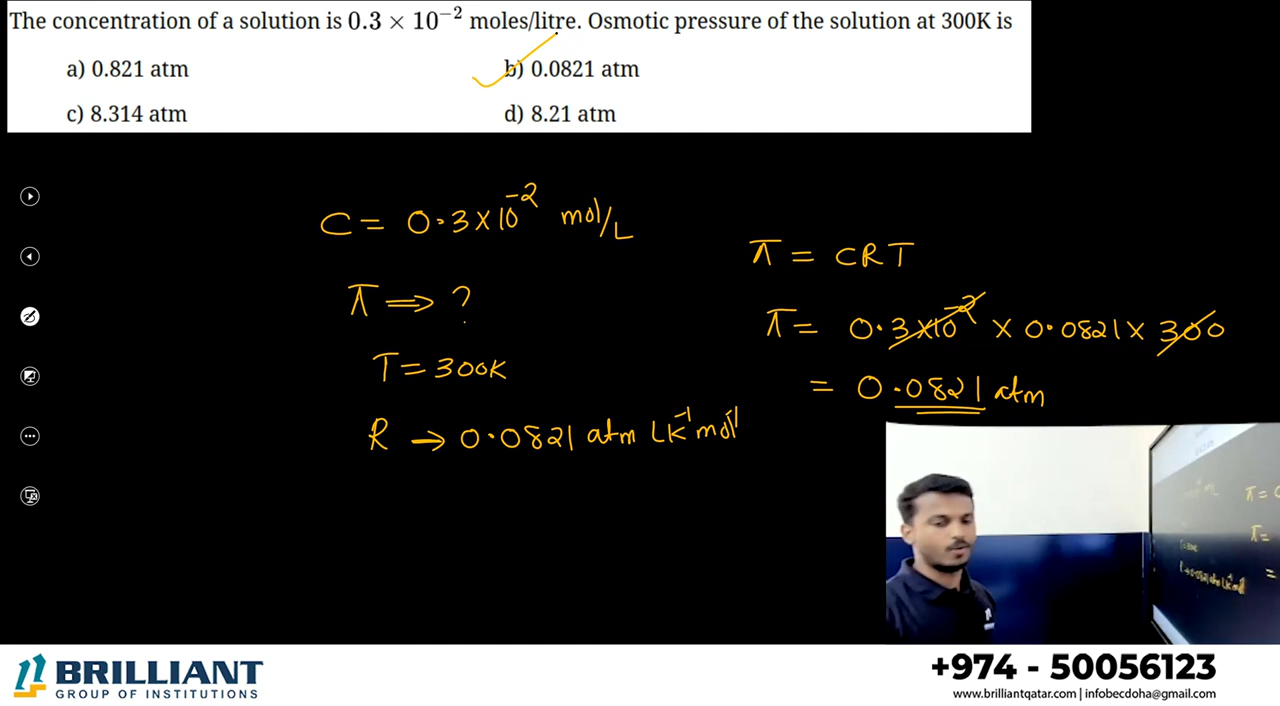 The concentration of a solution is 0.3 × 10⁻² moles/litre. Osmotic pressure of the solution at 300K is
a) 0.821 atm
b) 0.0821 atm
c) 8.314 atm
d) 8.21 atm
C = 0.3×10⁻² mol/L
π ⟹ ?
T = 300K
R → 0.0821 atm L K⁻¹ mol⁻¹
π = CRT
π = 0.3×10⁻² × 0.0821 × 300
= 0.0821 atm
BRILLIANT
GROUP OF INSTITUTIONS
+974 - 50056123
www.brilliantqatar.com | infobecdoha@gmail.com